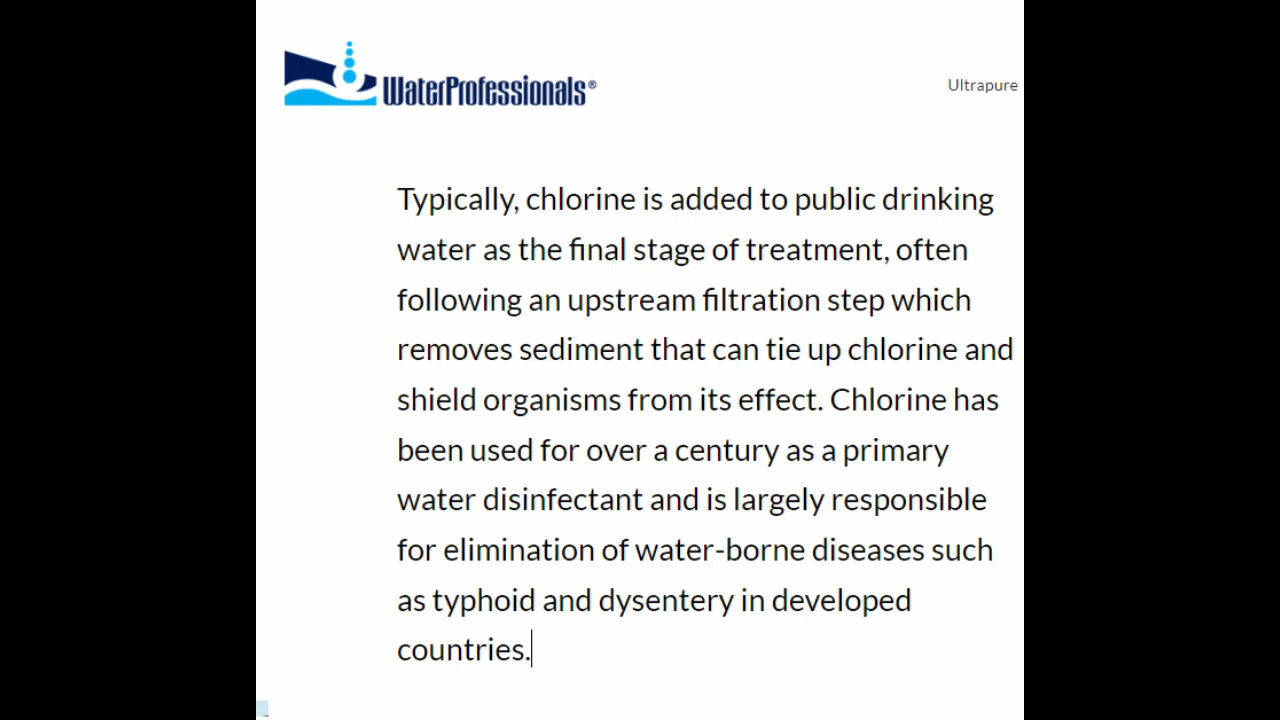 WaterProfessionals®
Ultrapure
Typically, chlorine is added to public drinking
water as the final stage of treatment, often
following an upstream filtration step which
removes sediment that can tie up chlorine and
shield organisms from its effect. Chlorine has
been used for over a century as a primary
water disinfectant and is largely responsible
for elimination of water-borne diseases such
as typhoid and dysentery in developed
countries.